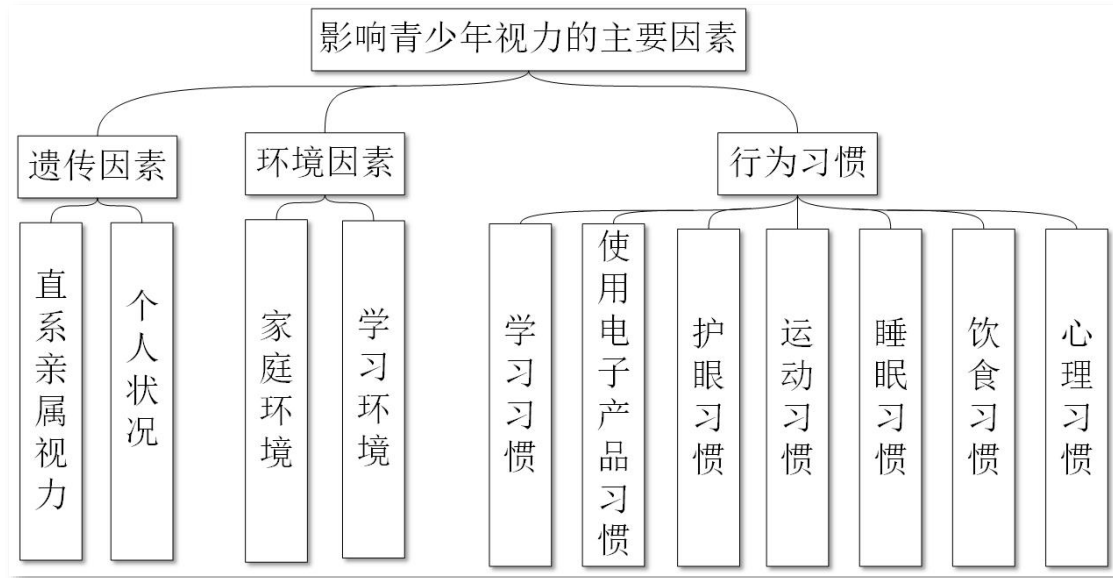 影响青少年视力的主要因素
遗传因素
环境因素
行为习惯
直系亲属视力
个人状况
家庭环境
学习环境
学习习惯
使用电子产品习惯
护眼习惯
运动习惯
睡眠习惯
饮食习惯
心理习惯